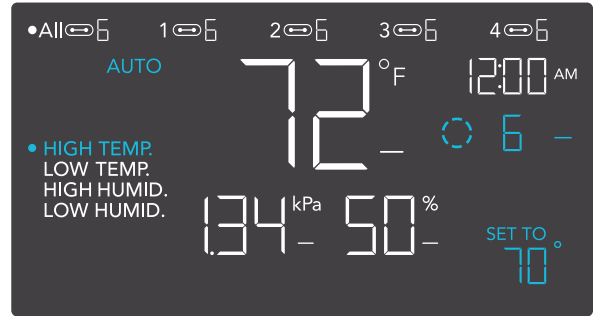 •All 6 1 6 2 6 3 6 4 6
AUTO 72 °F 12:00 AM
6 –
• HIGH TEMP. –
LOW TEMP.
HIGH HUMID.
LOW HUMID.
1.34 kPa – 50 % –
SET TO
70°